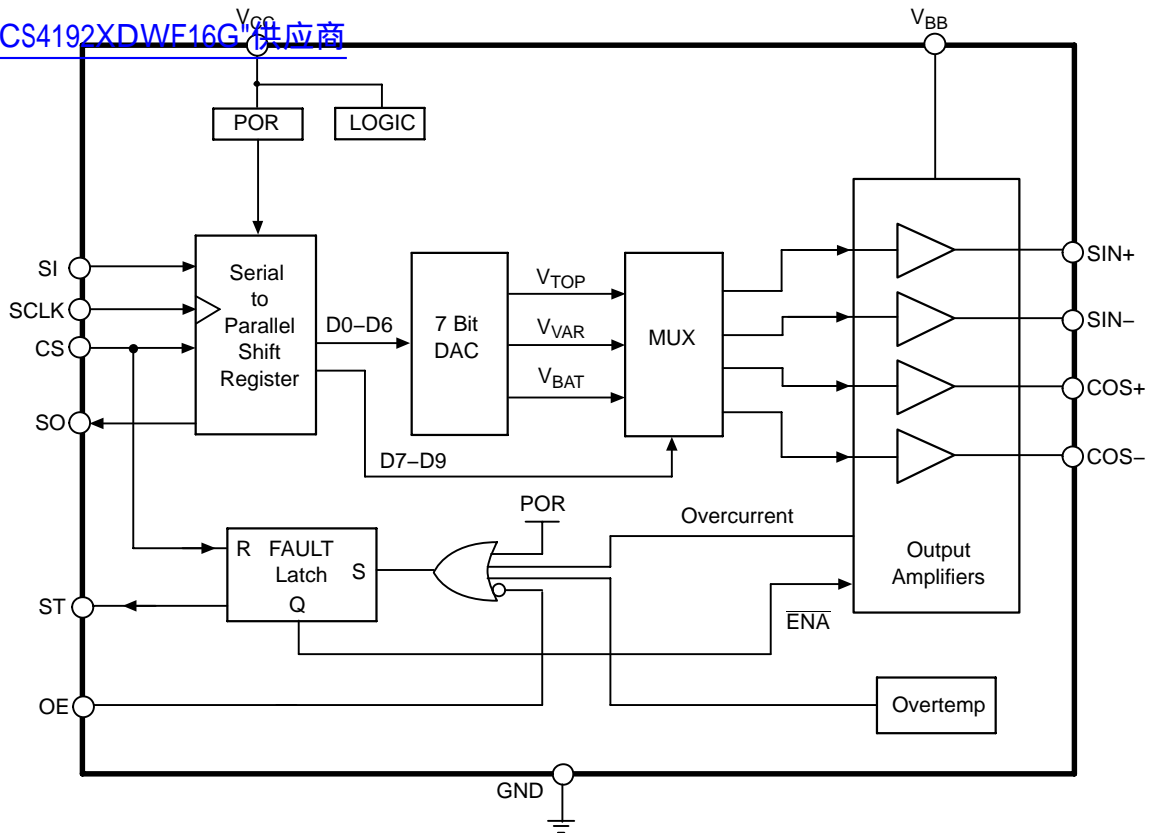 CS4192XDWF16G"供应商
VCC
VBB
POR
LOGIC
SI
SCLK
CS
SO
Serial
to
Parallel
Shift
Register
D0–D6
7 Bit
DAC
VTOP
VVAR
VBAT
MUX
SIN+
SIN–
COS+
COS–
D7–D9
POR
Overcurrent
Output
Amplifiers
R FAULT
Latch
S
Q
ST
ENA
OE
Overtemp
GND